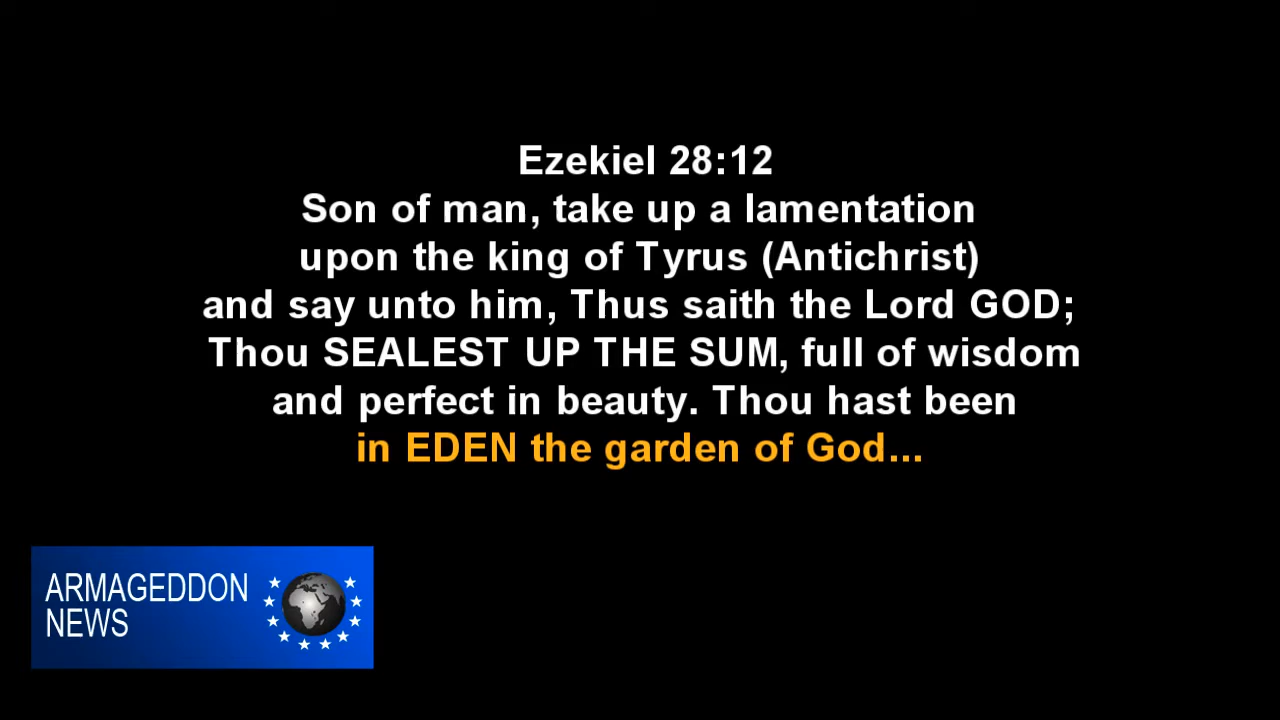 Ezekiel 28:12
Son of man, take up a lamentation
upon the king of Tyrus (Antichrist)
and say unto him, Thus saith the Lord GOD;
Thou SEALEST UP THE SUM, full of wisdom
and perfect in beauty. Thou hast been
in EDEN the garden of God...
ARMAGEDDON
NEWS